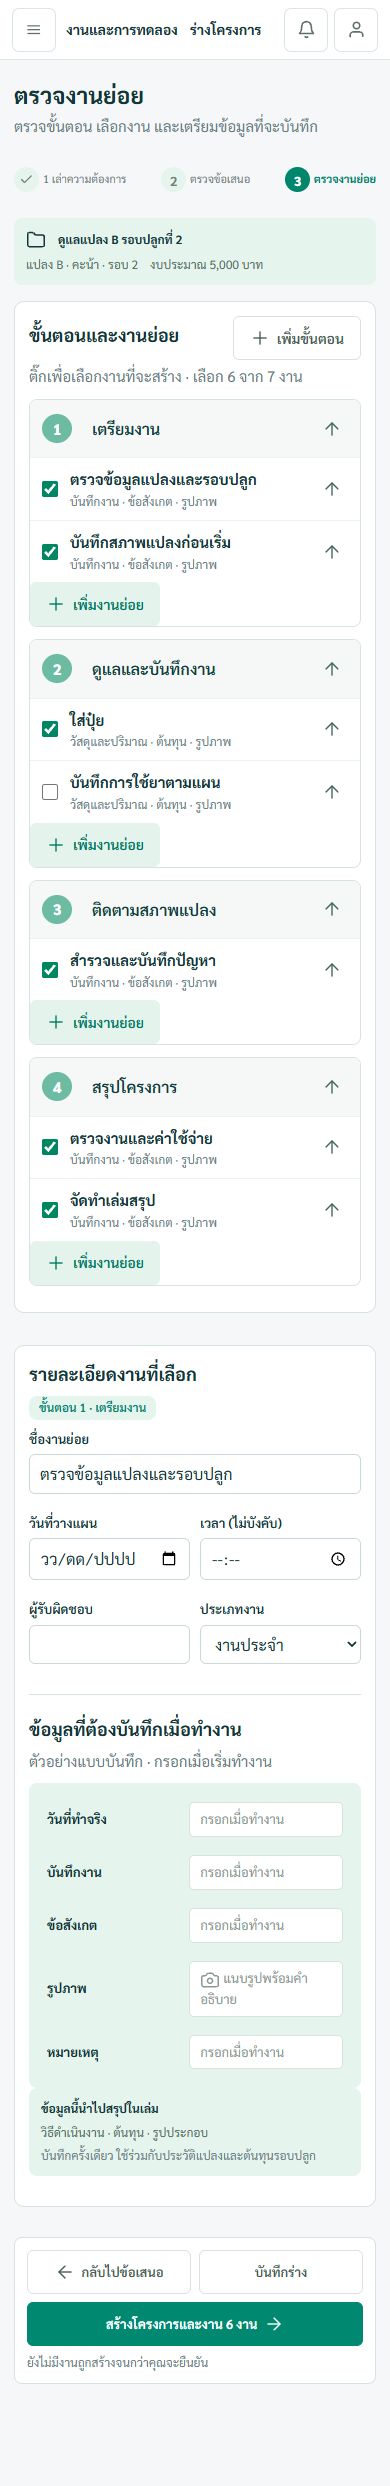 งานและการทดลอง ร่างโครงการ
ตรวจงานย่อย
ตรวจขั้นตอน เลือกงาน และเตรียมข้อมูลที่จะบันทึก
1 เล่าความต้องการ
2 ตรวจข้อเสนอ
3 ตรวจงานย่อย
ดูแลแปลง B รอบปลูกที่ 2
แปลง B · คะน้า · รอบ 2 งบประมาณ 5,000 บาท
ขั้นตอนและงานย่อย
เพิ่มขั้นตอน
ติ๊กเพื่อเลือกงานที่จะสร้าง · เลือก 6 จาก 7 งาน
1 เตรียมงาน
ตรวจข้อมูลแปลงและรอบปลูก
บันทึกงาน · ข้อสังเกต · รูปภาพ
บันทึกสภาพแปลงก่อนเริ่ม
บันทึกงาน · ข้อสังเกต · รูปภาพ
เพิ่มงานย่อย
2 ดูแลและบันทึกงาน
ใส่ปุ๋ย
วัสดุและปริมาณ · ต้นทุน · รูปภาพ
บันทึกการใช้ยาตามแผน
วัสดุและปริมาณ · ต้นทุน · รูปภาพ
เพิ่มงานย่อย
3 ติดตามสภาพแปลง
สำรวจและบันทึกปัญหา
บันทึกงาน · ข้อสังเกต · รูปภาพ
เพิ่มงานย่อย
4 สรุปโครงการ
ตรวจงานและค่าใช้จ่าย
บันทึกงาน · ข้อสังเกต · รูปภาพ
จัดทำเล่มสรุป
บันทึกงาน · ข้อสังเกต · รูปภาพ
เพิ่มงานย่อย
รายละเอียดงานที่เลือก
ขั้นตอน 1 · เตรียมงาน
ชื่องานย่อย
ตรวจข้อมูลแปลงและรอบปลูก
วันที่วางแผน
เวลา (ไม่บังคับ)
วว/ดด/ปปปป
--:--
ผู้รับผิดชอบ
ประเภทงาน
งานประจำ
ข้อมูลที่ต้องบันทึกเมื่อทำงาน
ตัวอย่างแบบบันทึก · กรอกเมื่อเริ่มทำงาน
วันที่ทำจริง
กรอกเมื่อทำงาน
บันทึกงาน
กรอกเมื่อทำงาน
ข้อสังเกต
กรอกเมื่อทำงาน
รูปภาพ
แนบรูปพร้อมคำ
อธิบาย
หมายเหตุ
กรอกเมื่อทำงาน
ข้อมูลนี้นำไปสรุปในเล่ม
วิธีดำเนินงาน · ต้นทุน · รูปประกอบ
บันทึกครั้งเดียว ใช้ร่วมกับประวัติแปลงและต้นทุนรอบปลูก
กลับไปข้อเสนอ
บันทึกร่าง
สร้างโครงการและงาน 6 งาน
ยังไม่มีงานถูกสร้างจนกว่าคุณจะยืนยัน